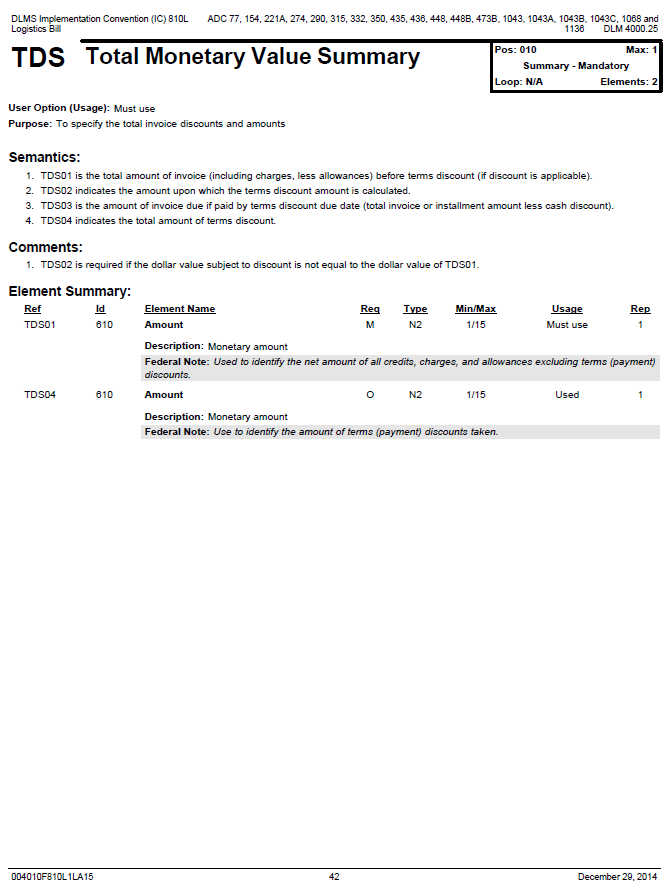 DLMS Implementation Convention (IC) 810L ADC 77, 154, 221A, 274, 290, 315, 332, 350, 435, 436, 448, 448B, 473B, 1043, 1043A, 1043B, 1043C, 1068 and
Logistics Bill 1136 DLM 4000.25
TDS Total Monetary Value Summary
Pos: 010 Max: 1
Summary - Mandatory
Loop: N/A Elements: 2
User Option (Usage): Must use
Purpose: To specify the total invoice discounts and amounts
Semantics:
1. TDS01 is the total amount of invoice (including charges, less allowances) before terms discount (if discount is applicable).
2. TDS02 indicates the amount upon which the terms discount amount is calculated.
3. TDS03 is the amount of invoice due if paid by terms discount due date (total invoice or installment amount less cash discount).
4. TDS04 indicates the total amount of terms discount.
Comments:
1. TDS02 is required if the dollar value subject to discount is not equal to the dollar value of TDS01.
Element Summary:
Ref Id Element Name Req Type Min/Max Usage Rep
TDS01 610 Amount M N2 1/15 Must use 1
Description: Monetary amount
Federal Note: Used to identify the net amount of all credits, charges, and allowances excluding terms (payment)
discounts.
TDS04 610 Amount O N2 1/15 Used 1
Description: Monetary amount
Federal Note: Use to identify the amount of terms (payment) discounts taken.
004010F810L1LA15 42 December 29, 2014